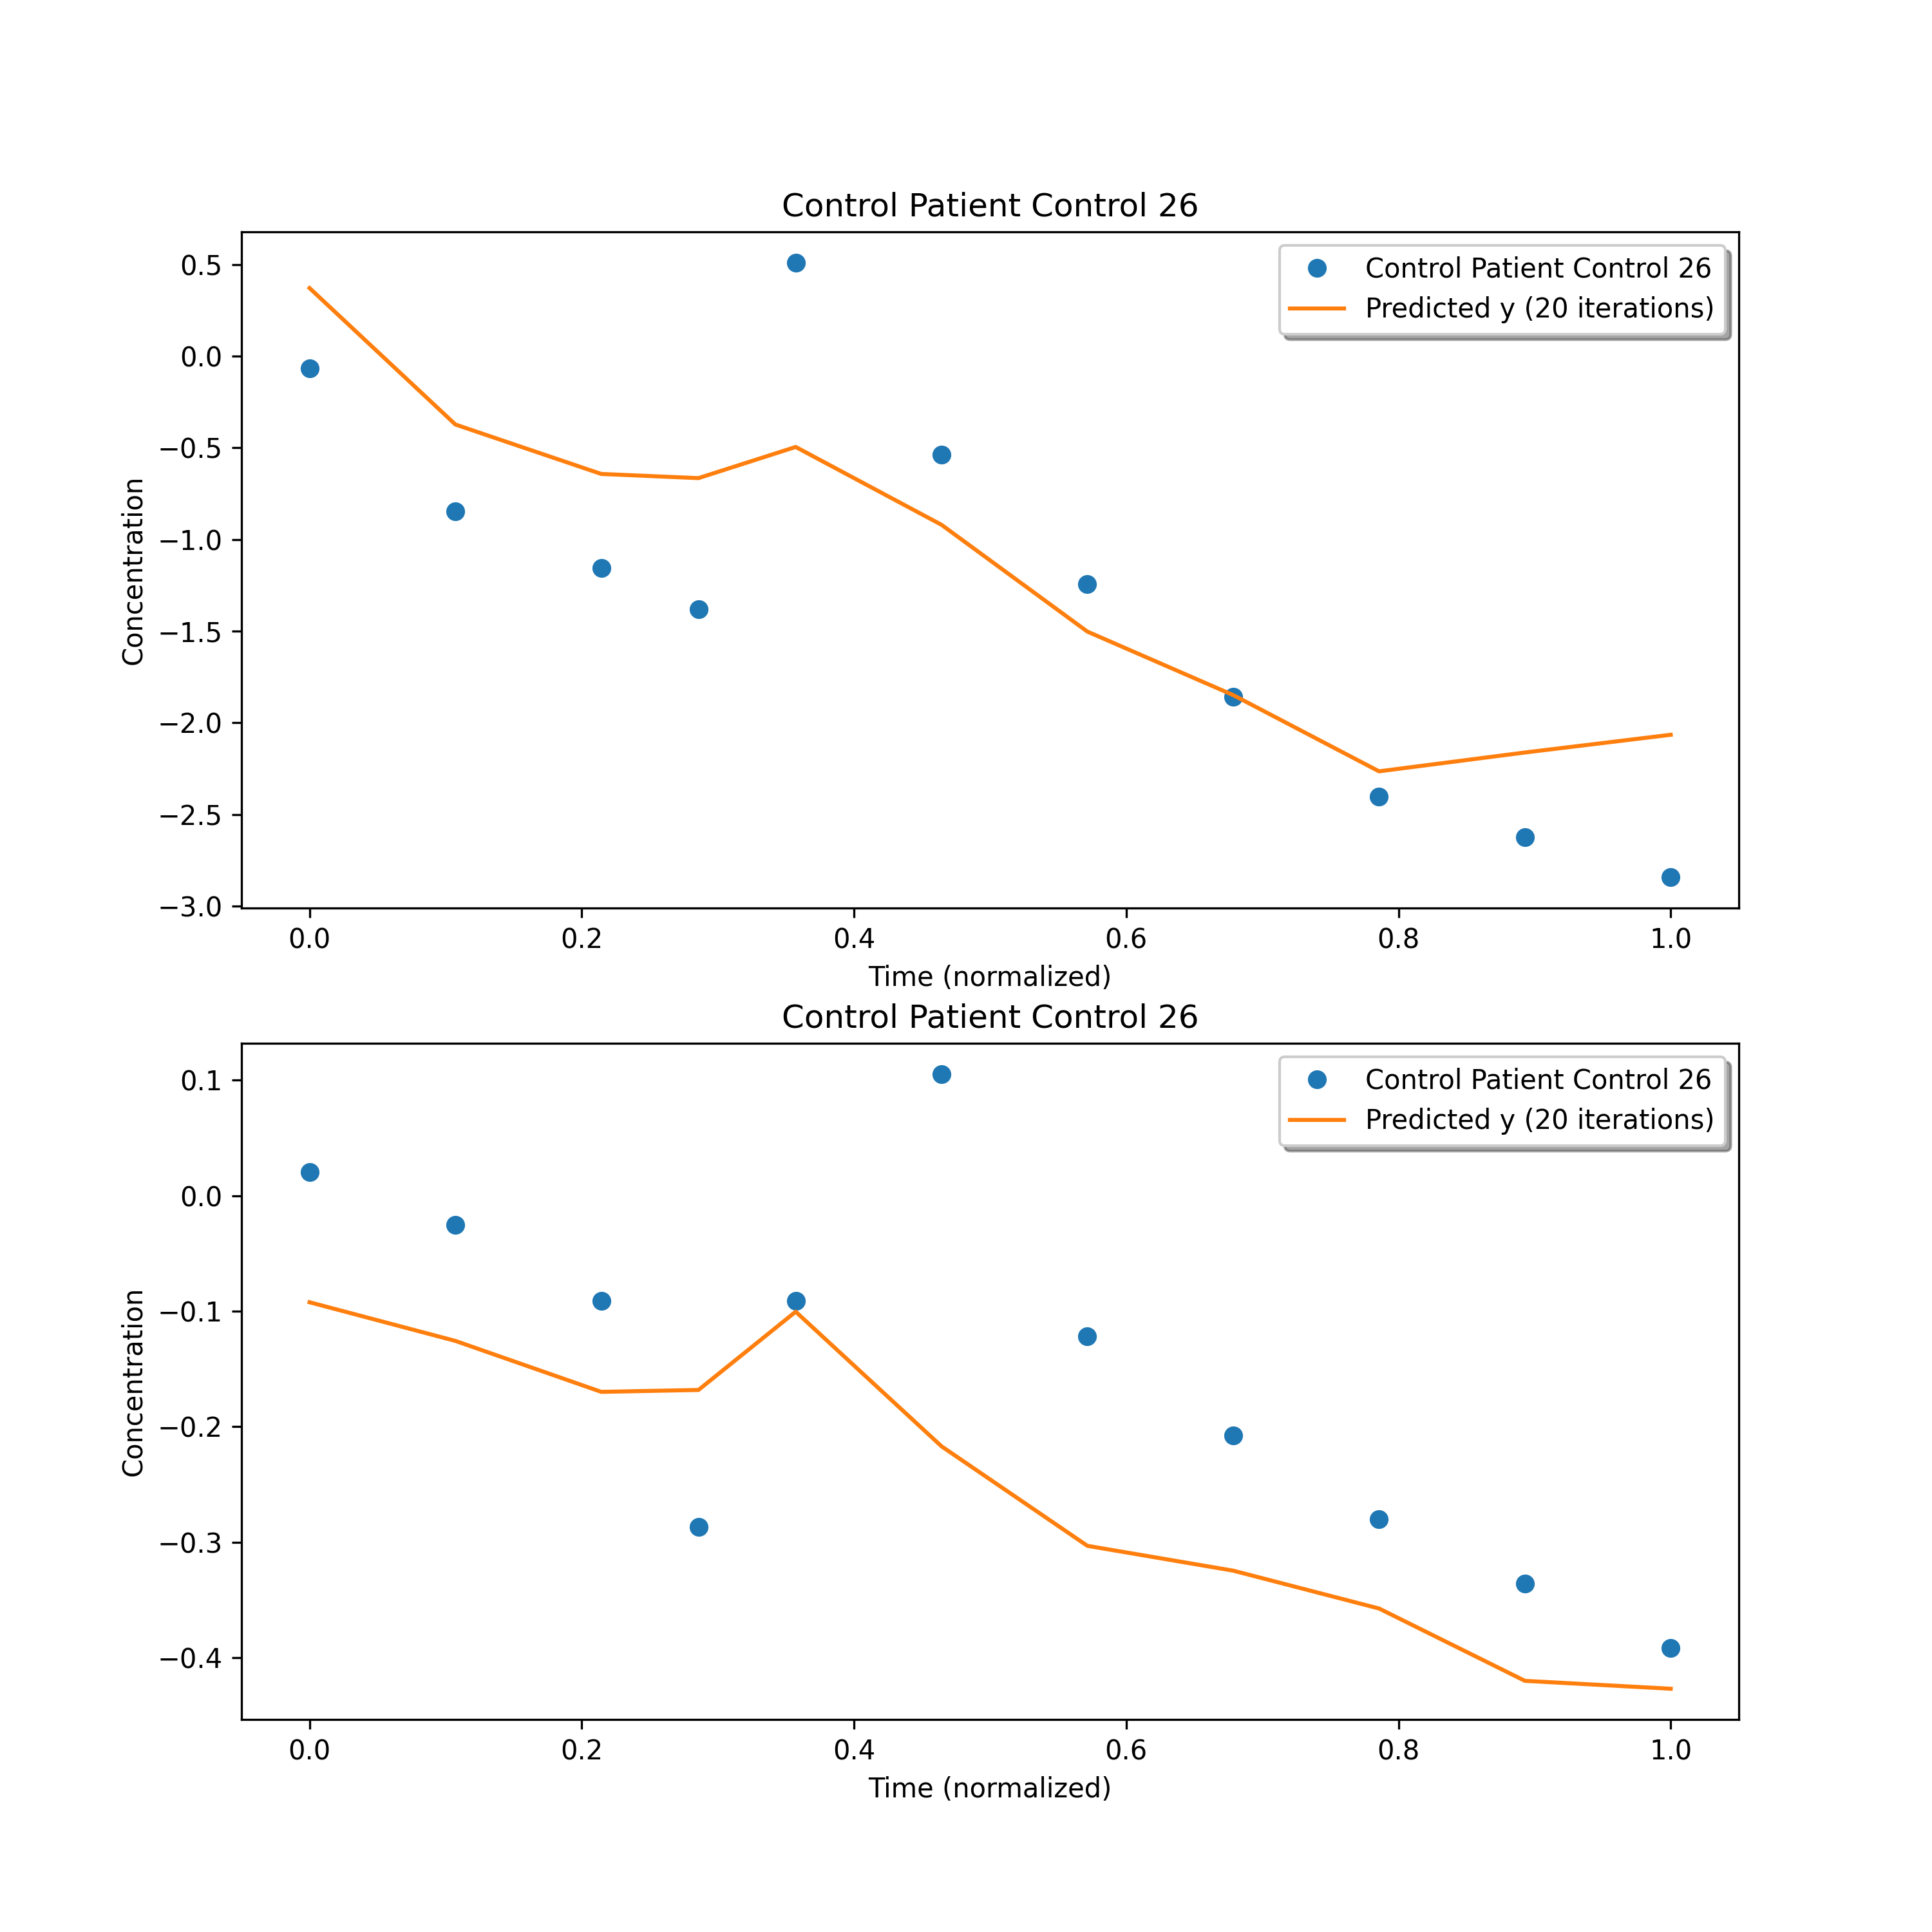 Control Patient Control 26
Control Patient Control 26
Predicted y (20 iterations)
Concentration
0.5
0.0
−0.5
−1.0
−1.5
−2.0
−2.5
−3.0
0.0 0.2 0.4 0.6 0.8 1.0
Time (normalized)
Control Patient Control 26
Control Patient Control 26
Predicted y (20 iterations)
Concentration
0.1
0.0
−0.1
−0.2
−0.3
−0.4
0.0 0.2 0.4 0.6 0.8 1.0
Time (normalized)